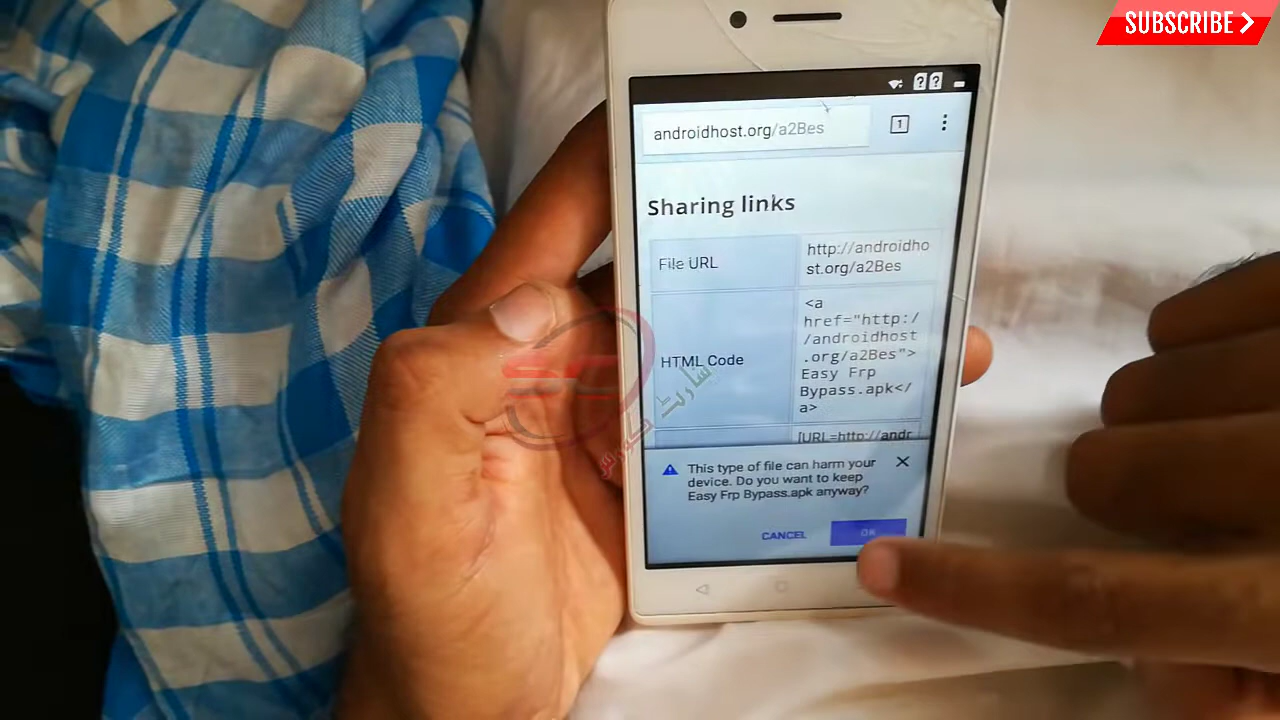 SUBSCRIBE
1
androidhost.org/a2Bes
Sharing links
File URL
http://androidho
st.org/a2Bes
HTML Code
<a
href="http:/
/androidhost
.org/a2Bes">
Easy Frp
Bypass.apk</
a>
[URL=http://andr
This type of file can harm your
device. Do you want to keep
Easy Frp Bypass.apk anyway?
CANCEL
OK